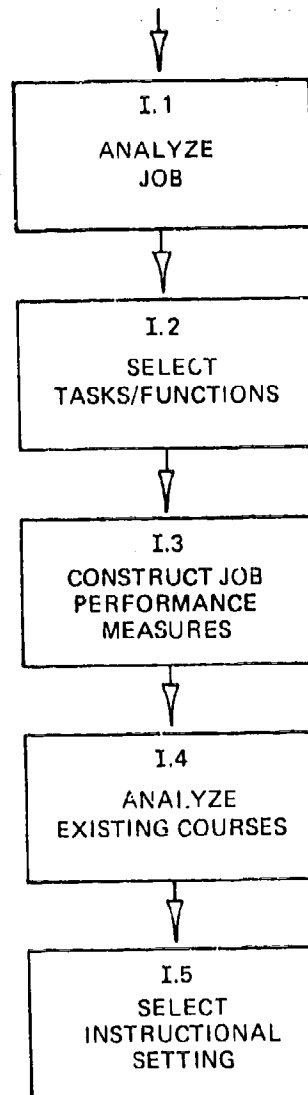 I.1
ANALYZE
JOB
I.2
SELECT
TASKS/FUNCTIONS
I.3
CONSTRUCT JOB
PERFORMANCE
MEASURES
I.4
ANALYZE
EXISTING COURSES
I.5
SELECT
INSTRUCTIONAL
SETTING